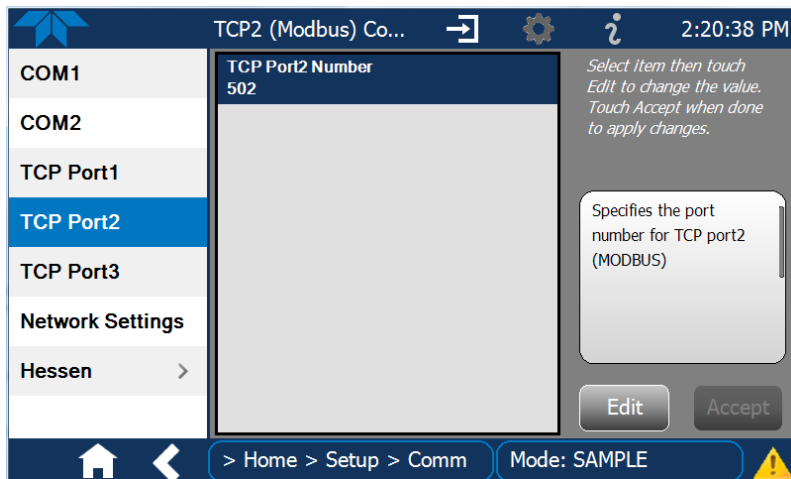 TCP2 (Modbus) Co...
2:20:38 PM
COM1
COM2
TCP Port1
TCP Port2
TCP Port3
Network Settings
Hessen >
TCP Port2 Number
502
Select item then touch
Edit to change the value.
Touch Accept when done
to apply changes.
Specifies the port
number for TCP port2
(MODBUS)
Edit
Accept
> Home > Setup > Comm
Mode: SAMPLE